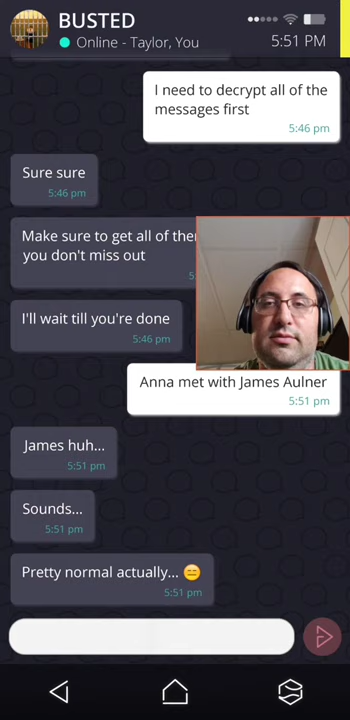 BUSTED
5:51 PM
Online - Taylor, You
I need to decrypt all of the
messages first
5:46 pm
Sure sure
5:46 pm
Make sure to get all of
you don't miss out
5:
I'll wait till you're done
5:46 pm
Anna met with James Aulner
5:51 pm
James huh...
5:51 pm
Sounds...
5:51 pm
Pretty normal actually... 😑
5:51 pm